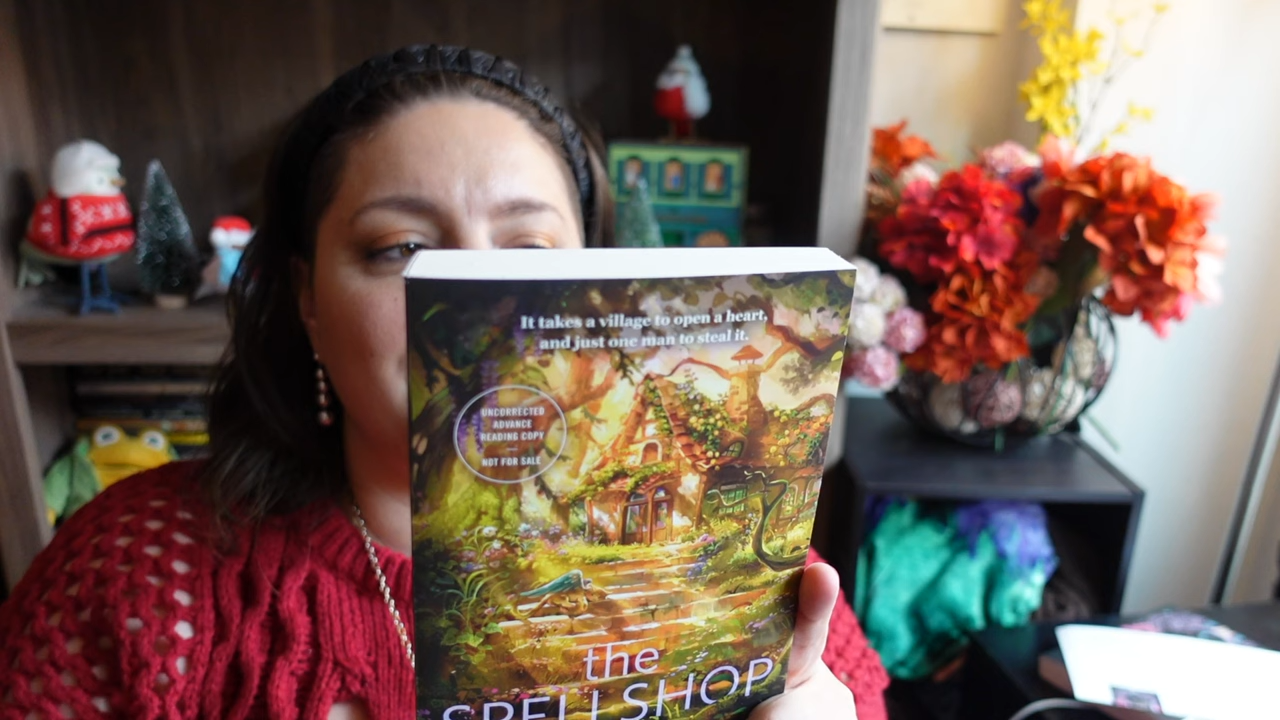 It takes a village to open a heart,
and just one man to steal it.
UNCORRECTED
ADVANCE
READING COPY
NOT FOR SALE
the
SPELLSHOP